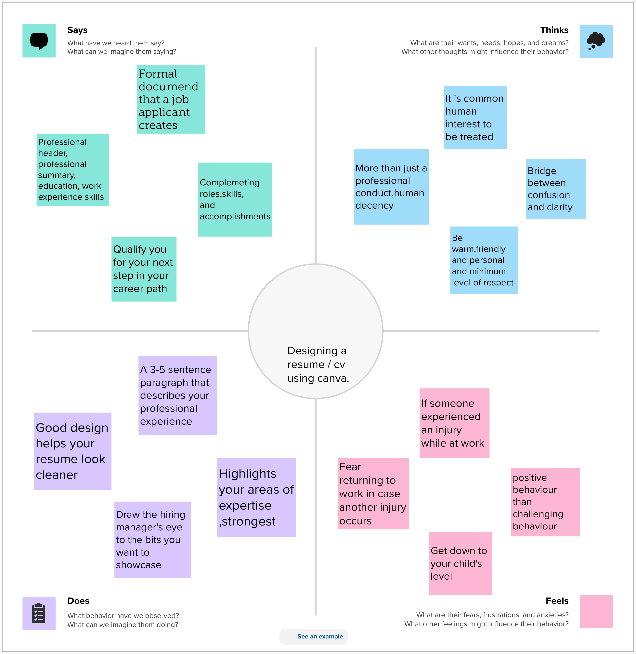 Says
What have we heard them say?
What can we imagine them saying?
Thinks
What are their wants, needs, hopes, and dreams?
What other thoughts might influence their behavior?
Formal
documend
that a job
applicant
creates
Professional
header,
professional
summary,
education, work
experience skills
Complemeting
roles,skills,
and
accomplishments
Qualify you
for your next
step in your
career path
It is common
human
interest to
be treated
More than just a
professional
conduct,human
decency
Bridge
between
confusion
and clarity
Be
warm,friendly
and personal
and minimum
level of respect
Designing a
resume / cv
using canva.
A 3-5 sentence
paragraph that
describes your
professional
experience
Good design
helps your
resume look
cleaner
Highlights
your areas of
expertise
,strongest
Draw the hiring
manager's eye
to the bits you
want to
showcase
If someone
experienced
an injury
while at work
Fear
returning to
work in case
another injury
occurs
positive
behaviour
than
challenging
behaviour
Get down to
your child's
level
Does
What behavior have we observed?
What can we imagine them doing?
Feels
What are their fears, frustrations, and anxieties?
What other feelings might influence their behavior?
See an example